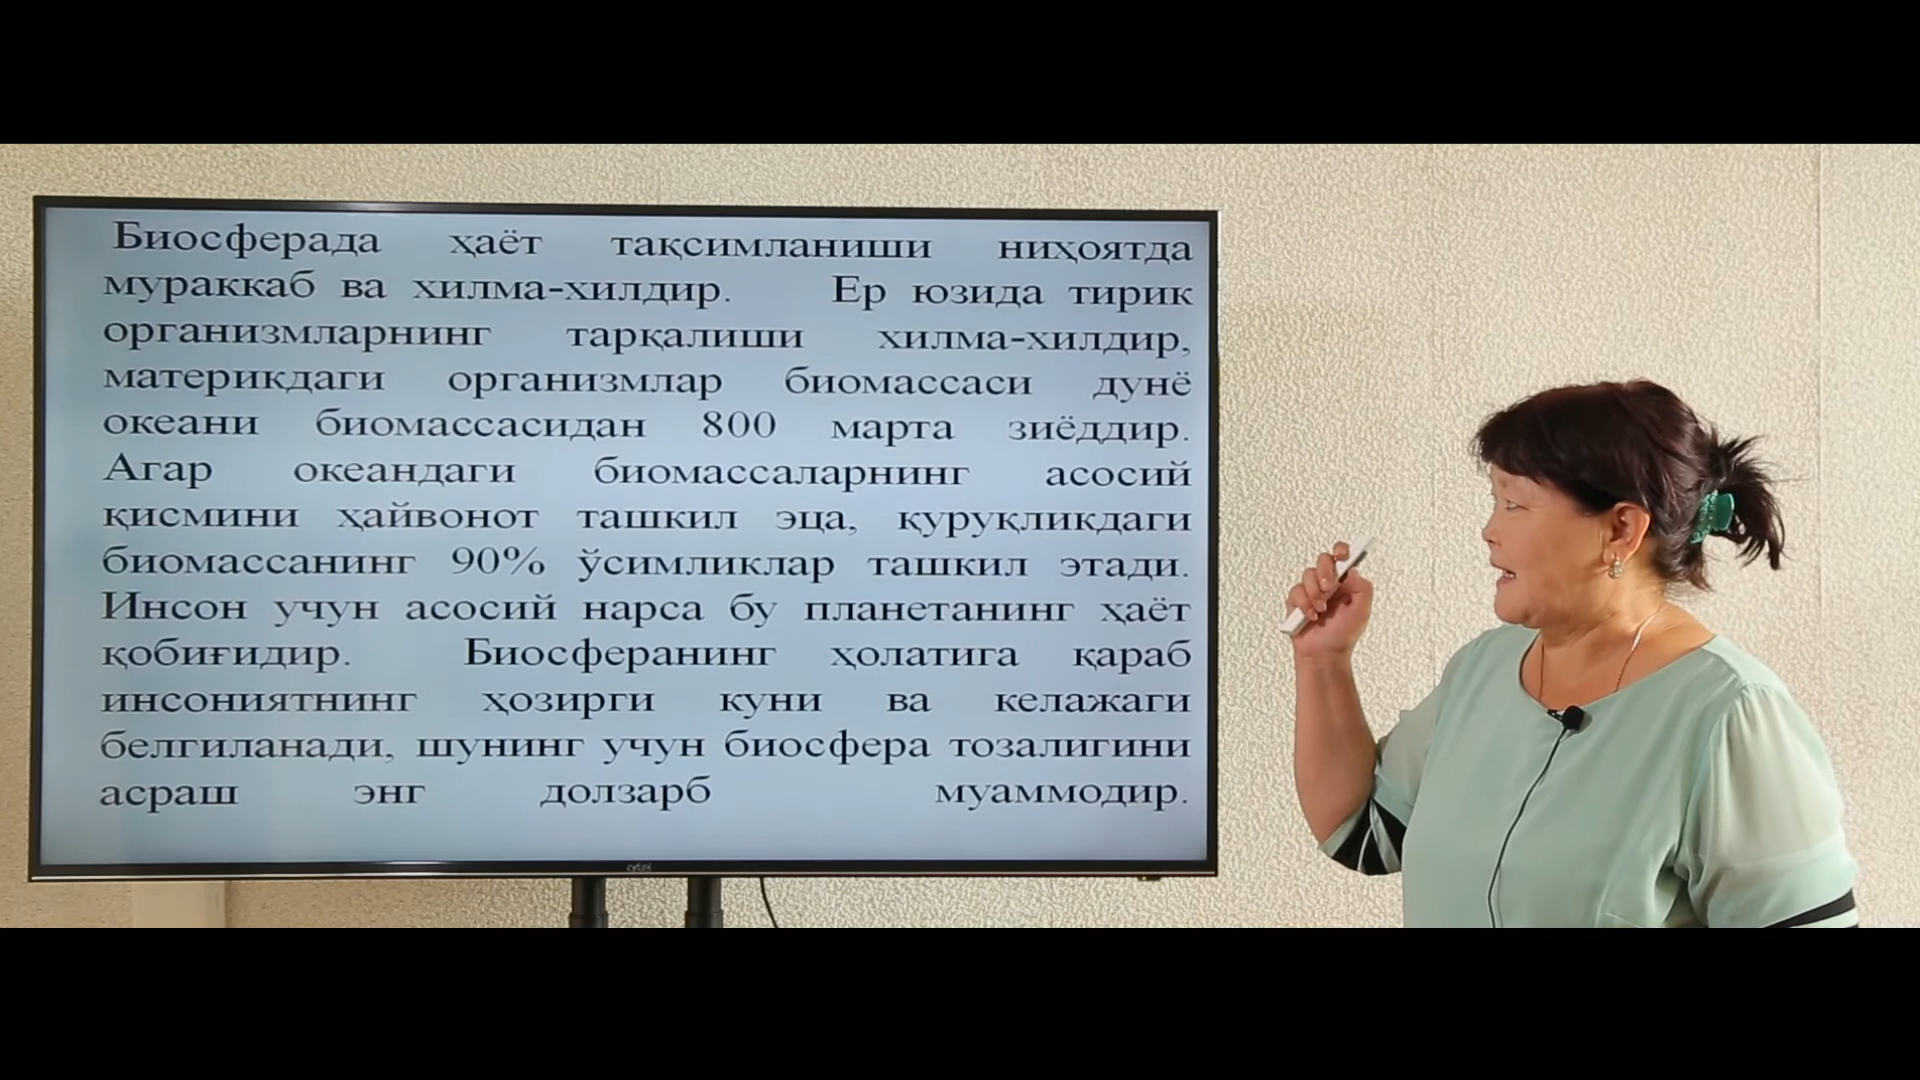 Биосферада ҳаёт тақсимланиши ниҳоятда
мураккаб ва хилма-хилдир. Ер юзида тирик
организмларнинг тарқалиши хилма-хилдир,
материкдаги организмлар биомассаси дунё
океани биомассасидан 800 марта зиёддир.
Агар океандаги биомассаларнинг асосий
қисмини ҳайвонот ташкил эца, қуруқликдаги
биомассанинг 90% ўсимликлар ташкил этади.
Инсон учун асосий нарса бу планетанинг ҳаёт
қобиғидир. Биосферанинг ҳолатига қараб
инсониятнинг ҳозирги куни ва келажаги
белгиланади, шунинг учун биосфера тозалигини
асраш энг долзарб муаммодир.
artel